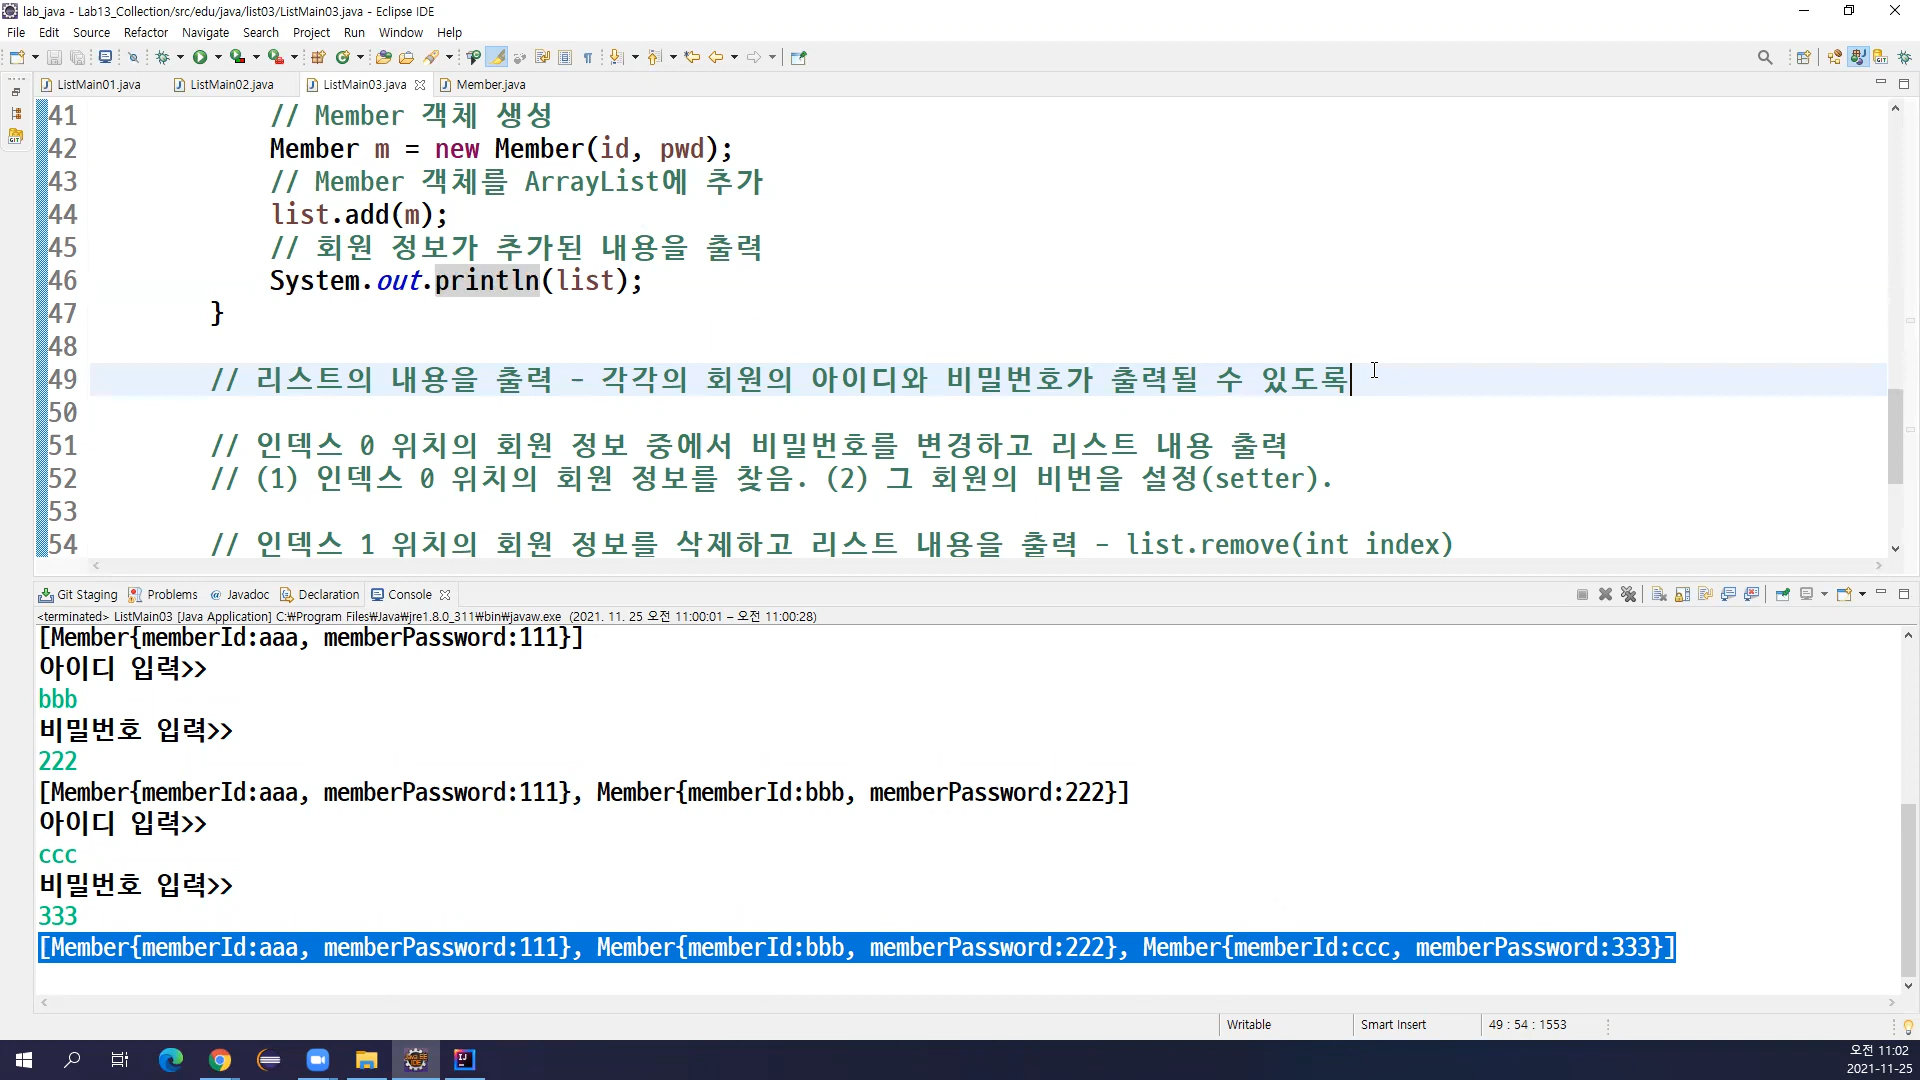 lab_java - Lab13_Collection/src/edu/java/list03/ListMain03.java - Eclipse IDE
File Edit Source Refactor Navigate Search Project Run Window Help
ListMain01.java ListMain02.java ListMain03.java Member.java
41 // Member 객체 생성
42 Member m = new Member(id, pwd);
43 // Member 객체를 ArrayList에 추가
44 list.add(m);
45 // 회원 정보가 추가된 내용을 출력
46 System.out.println(list);
47 }
48
49 // 리스트의 내용을 출력 - 각각의 회원의 아이디와 비밀번호가 출력될 수 있도록
50
51 // 인덱스 0 위치의 회원 정보 중에서 비밀번호를 변경하고 리스트 내용 출력
52 // (1) 인덱스 0 위치의 회원 정보를 찾음. (2) 그 회원의 비번을 설정(setter).
53
54 // 인덱스 1 위치의 회원 정보를 삭제하고 리스트 내용을 출력 - list.remove(int index)
Git Staging Problems @ Javadoc Declaration Console
<terminated> ListMain03 [Java Application] C:₩Program Files₩Java₩jre1.8.0_311₩bin₩javaw.exe (2021. 11. 25 오전 11:00:01 – 오전 11:00:28)
[Member{memberId:aaa, memberPassword:111}]
아이디 입력>>
bbb
비밀번호 입력>>
222
[Member{memberId:aaa, memberPassword:111}, Member{memberId:bbb, memberPassword:222}]
아이디 입력>>
ccc
비밀번호 입력>>
333
[Member{memberId:aaa, memberPassword:111}, Member{memberId:bbb, memberPassword:222}, Member{memberId:ccc, memberPassword:333}]
Writable Smart Insert 49 : 54 : 1553
오전 11:02
2021-11-25